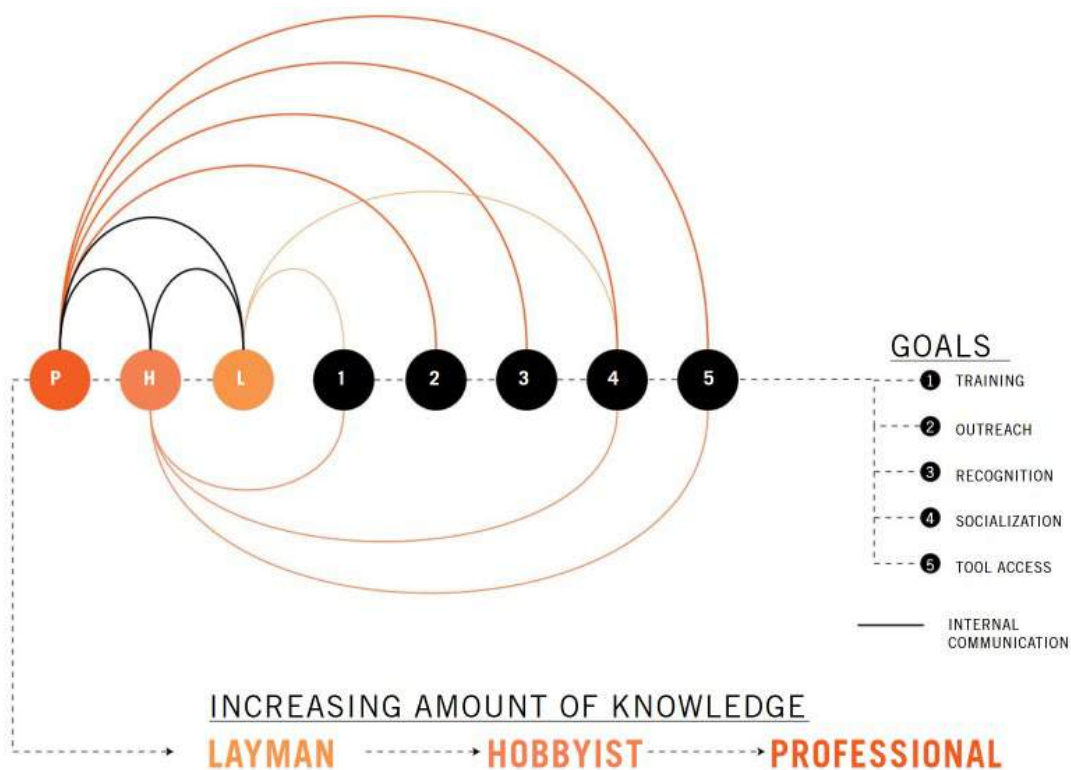 P H L 1 2 3 4 5
GOALS
1 TRAINING
2 OUTREACH
3 RECOGNITION
4 SOCIALIZATION
5 TOOL ACCESS
INTERNAL
COMMUNICATION
INCREASING AMOUNT OF KNOWLEDGE
LAYMAN HOBBYIST PROFESSIONAL